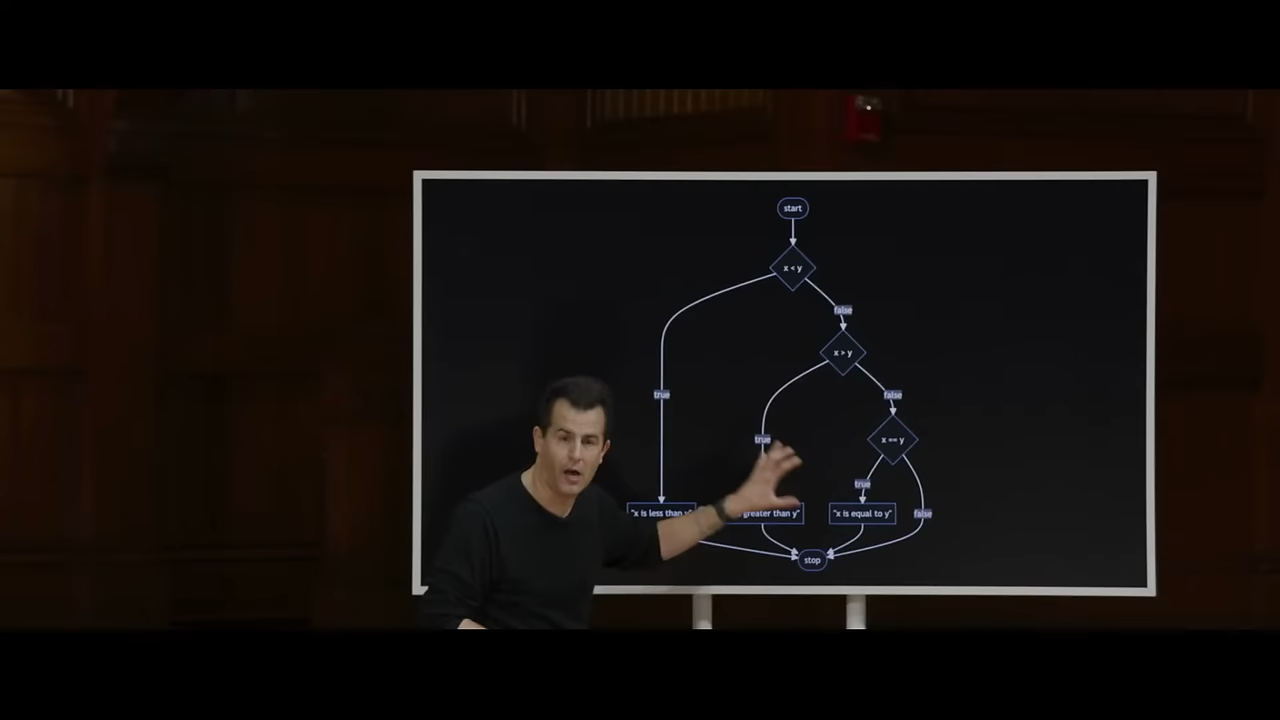 start
x < y
false
x > y
true
false
true
x == y
true
"x is less than y"
greater than y"
"x is equal to y"
false
stop